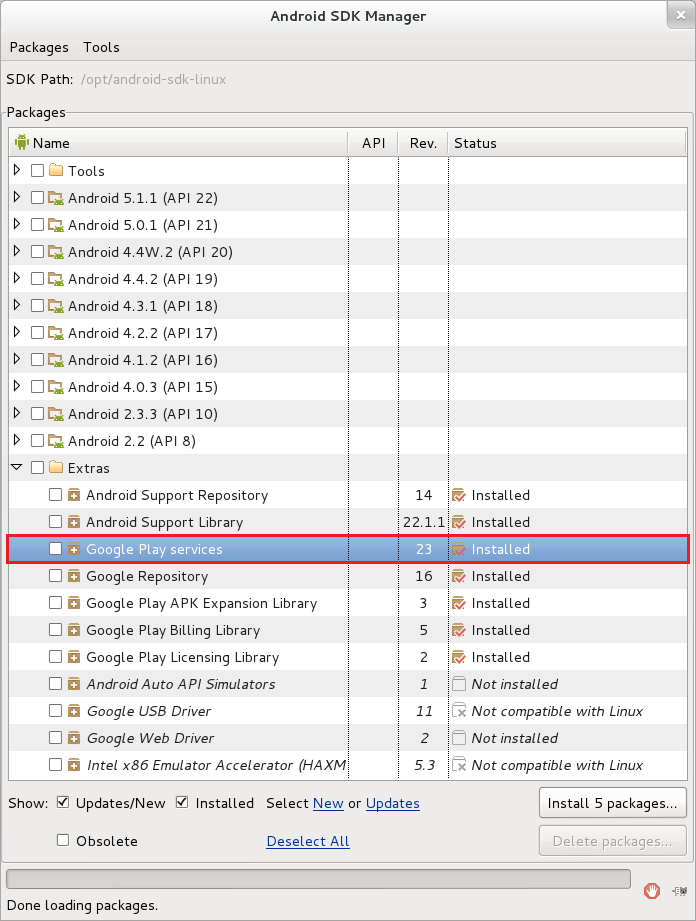 Android SDK Manager
Packages Tools
SDK Path: /opt/android-sdk-linux
Packages
Name API Rev. Status
Tools
Android 5.1.1 (API 22)
Android 5.0.1 (API 21)
Android 4.4W.2 (API 20)
Android 4.4.2 (API 19)
Android 4.3.1 (API 18)
Android 4.2.2 (API 17)
Android 4.1.2 (API 16)
Android 4.0.3 (API 15)
Android 2.3.3 (API 10)
Android 2.2 (API 8)
Extras
Android Support Repository 14 Installed
Android Support Library 22.1.1 Installed
Google Play services 23 Installed
Google Repository 16 Installed
Google Play APK Expansion Library 3 Installed
Google Play Billing Library 5 Installed
Google Play Licensing Library 2 Installed
Android Auto API Simulators 1 Not installed
Google USB Driver 11 Not compatible with Linux
Google Web Driver 2 Not installed
Intel x86 Emulator Accelerator (HAXM 5.3 Not compatible with Linux
Show: Updates/New Installed Select New or Updates Install 5 packages...
Obsolete Deselect All Delete packages...
Done loading packages.